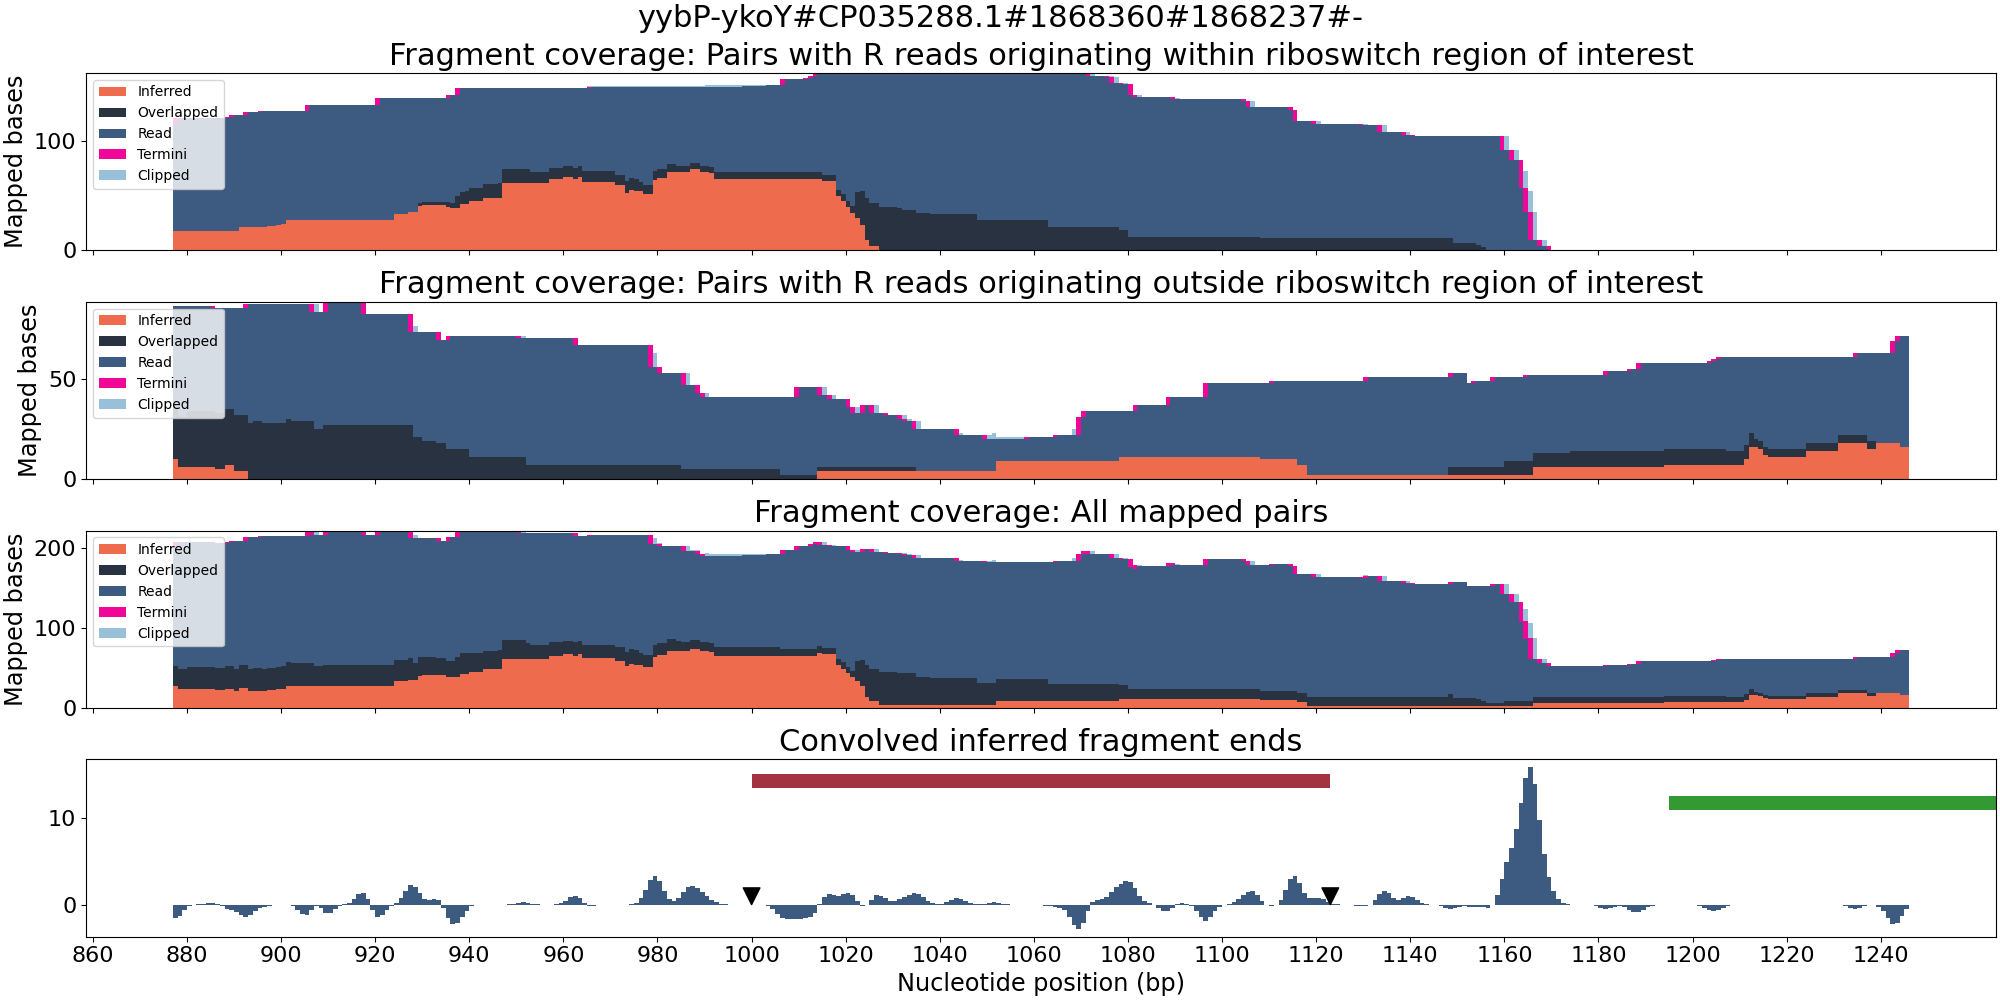 yybP-ykoY#CP035288.1#1868360#1868237#-
Fragment coverage: Pairs with R reads originating within riboswitch region of interest
Mapped bases
100
0
Inferred
Overlapped
Read
Termini
Clipped
Fragment coverage: Pairs with R reads originating outside riboswitch region of interest
Mapped bases
50
0
Inferred
Overlapped
Read
Termini
Clipped
Fragment coverage: All mapped pairs
Mapped bases
200
100
0
Inferred
Overlapped
Read
Termini
Clipped
Convolved inferred fragment ends
10
0
860 880 900 920 940 960 980 1000 1020 1040 1060 1080 1100 1120 1140 1160 1180 1200 1220 1240
Nucleotide position (bp)